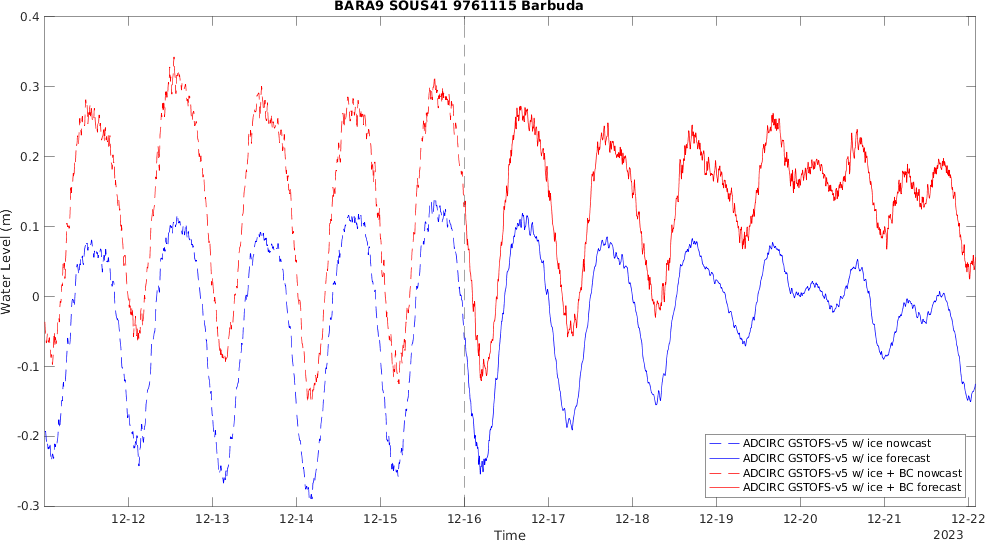 BARA9 SOUS41 9761115 Barbuda
0.4
0.3
0.2
0.1
0
-0.1
-0.2
-0.3
Water Level (m)
12-12
12-13
12-14
12-15
12-16
12-17
12-18
12-19
12-20
12-21
12-22
Time
2023
ADCIRC GSTOFS-v5 w/ ice nowcast
ADCIRC GSTOFS-v5 w/ ice forecast
ADCIRC GSTOFS-v5 w/ ice + BC nowcast
ADCIRC GSTOFS-v5 w/ ice + BC forecast